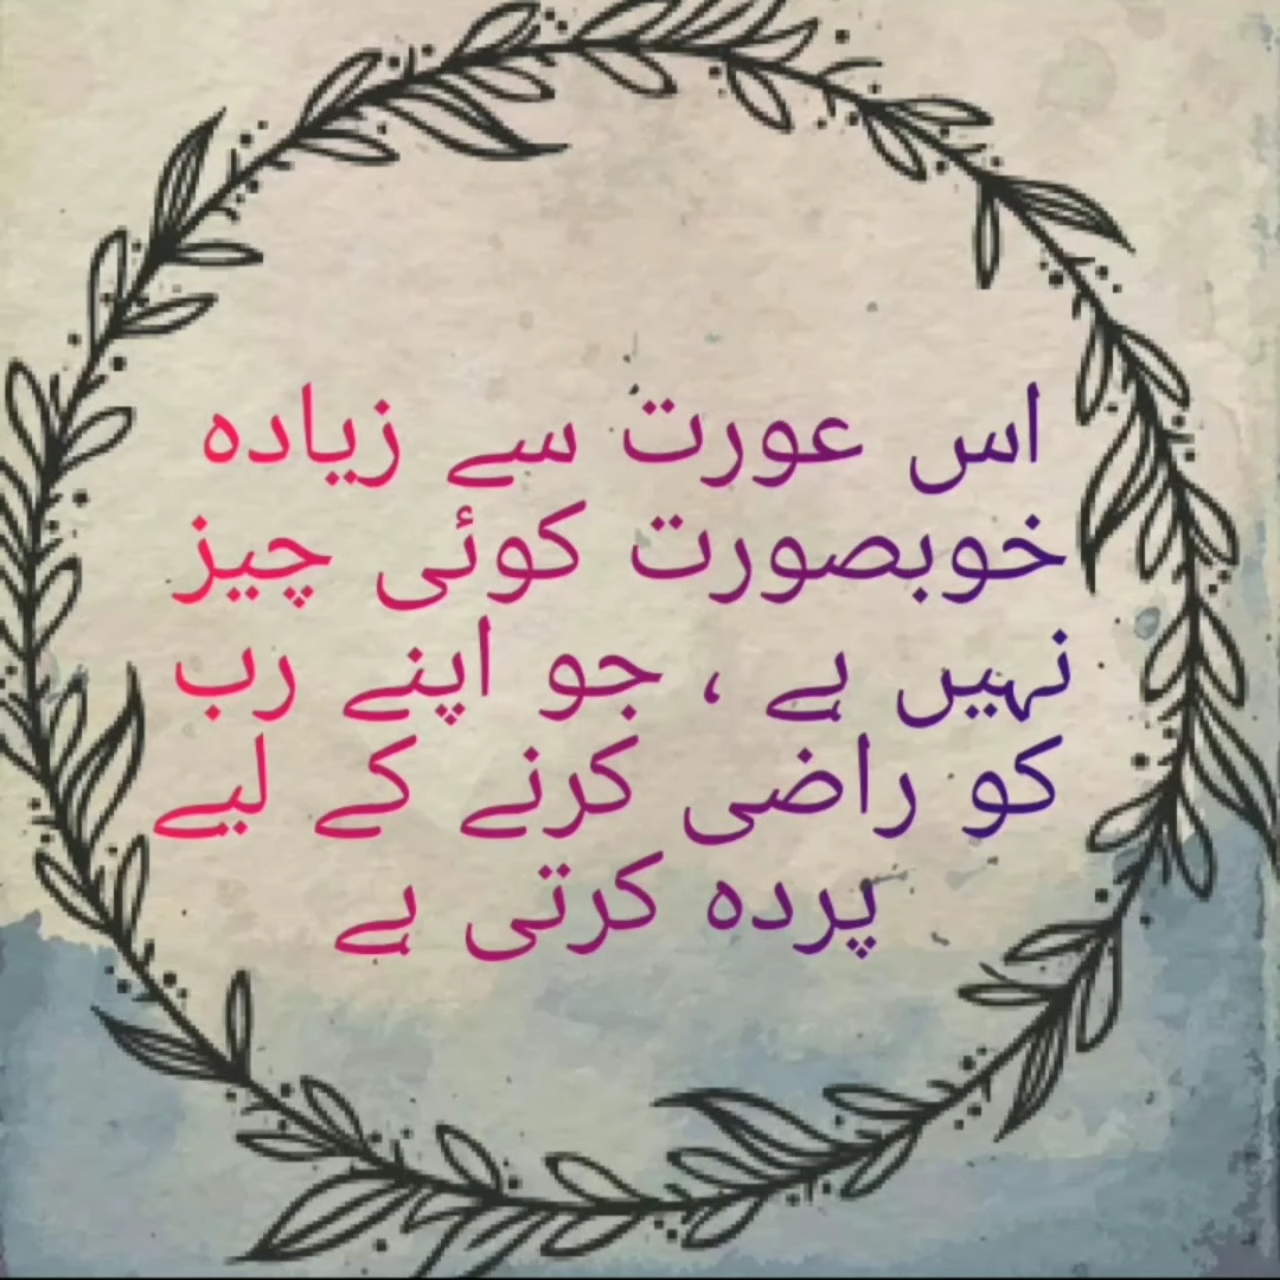 اس عورت سے زیادہ
خوبصورت کوئی چیز
نہیں ہے ، جو اپنے رب
کو راضی کرنے کے لیے
پردہ کرتی ہے